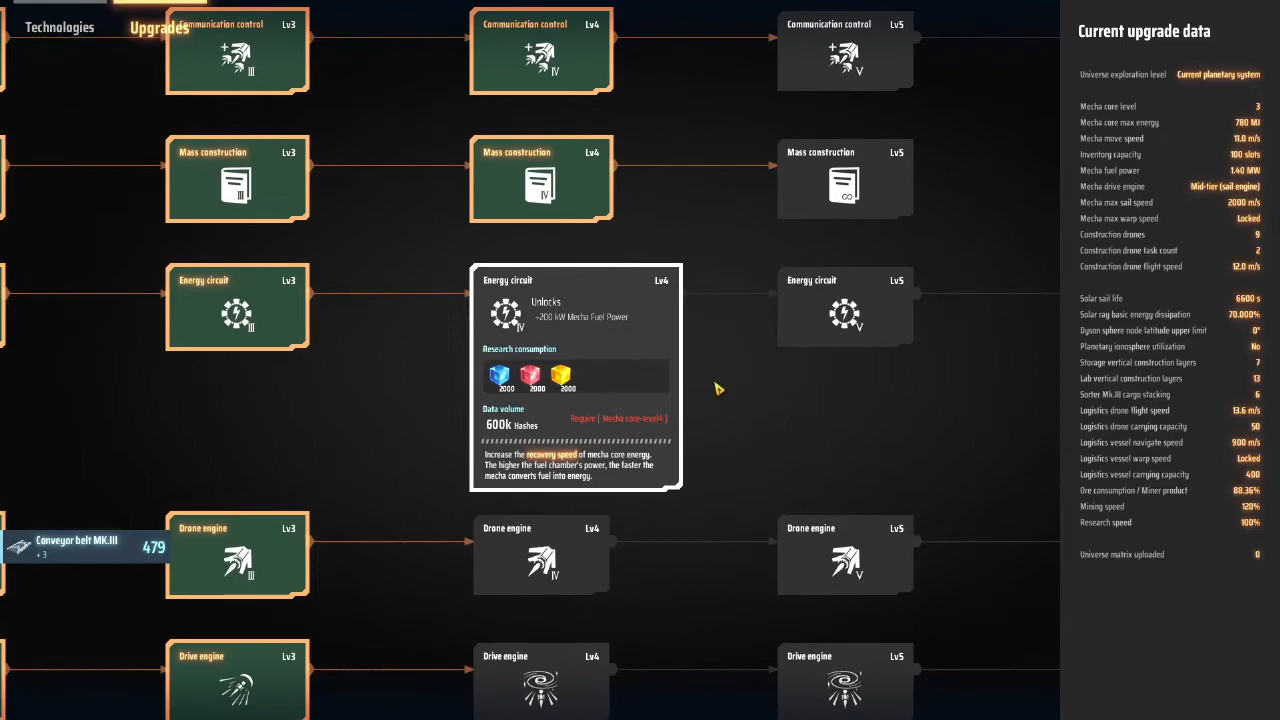 Technologies
Upgrades
Communication control Lv3
Communication control Lv4
Communication control Lv5
III
IV
V
Mass construction Lv3
Mass construction Lv4
Mass construction Lv5
III
IV
∞
Energy circuit Lv3
III
Energy circuit Lv4
IV
Unlocks
+200 kW Mecha Fuel Power
Research consumption
2000 2000 2000
Data volume
600k Hashes
Require [ Mecha core-level4 ]
Increase the recovery speed of mecha core energy.
The higher the fuel chamber's power, the faster the
mecha converts fuel into energy.
Energy circuit Lv5
V
Conveyor belt MK.III
+ 3
479
Drone engine Lv3
Drone engine Lv4
Drone engine Lv5
III
IV
V
Drive engine Lv3
Drive engine Lv4
Drive engine Lv5
Current upgrade data
Universe exploration level Current planetary system
Mecha core level 3
Mecha core max energy 780 MJ
Mecha move speed 11.0 m/s
Inventory capacity 100 slots
Mecha fuel power 1.40 MW
Mecha drive engine Mid-tier (sail engine)
Mecha max sail speed 2000 m/s
Mecha max warp speed Locked
Construction drones 9
Construction drone task count 2
Construction drone flight speed 12.0 m/s
Solar sail life 6600 s
Solar ray basic energy dissipation 70.000%
Dyson sphere node latitude upper limit 0°
Planetary ionosphere utilization No
Storage vertical construction layers 7
Lab vertical construction layers 13
Sorter Mk.III cargo stacking 6
Logistics drone flight speed 13.6 m/s
Logistics drone carrying capacity 50
Logistics vessel navigate speed 900 m/s
Logistics vessel warp speed Locked
Logistics vessel carrying capacity 400
Ore consumption / Miner product 88.36%
Mining speed 120%
Research speed 100%
Universe matrix uploaded 0